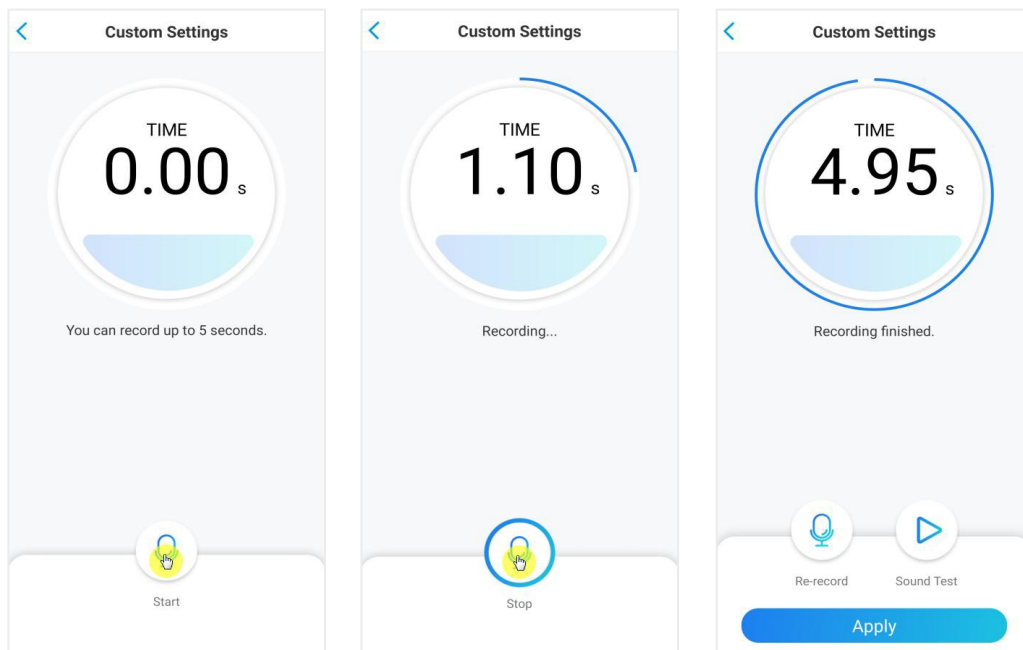 Custom Settings
TIME
0.00 s
You can record up to 5 seconds.
Start
Custom Settings
TIME
1.10 s
Recording...
Stop
Custom Settings
TIME
4.95 s
Recording finished.
Re-record
Sound Test
Apply